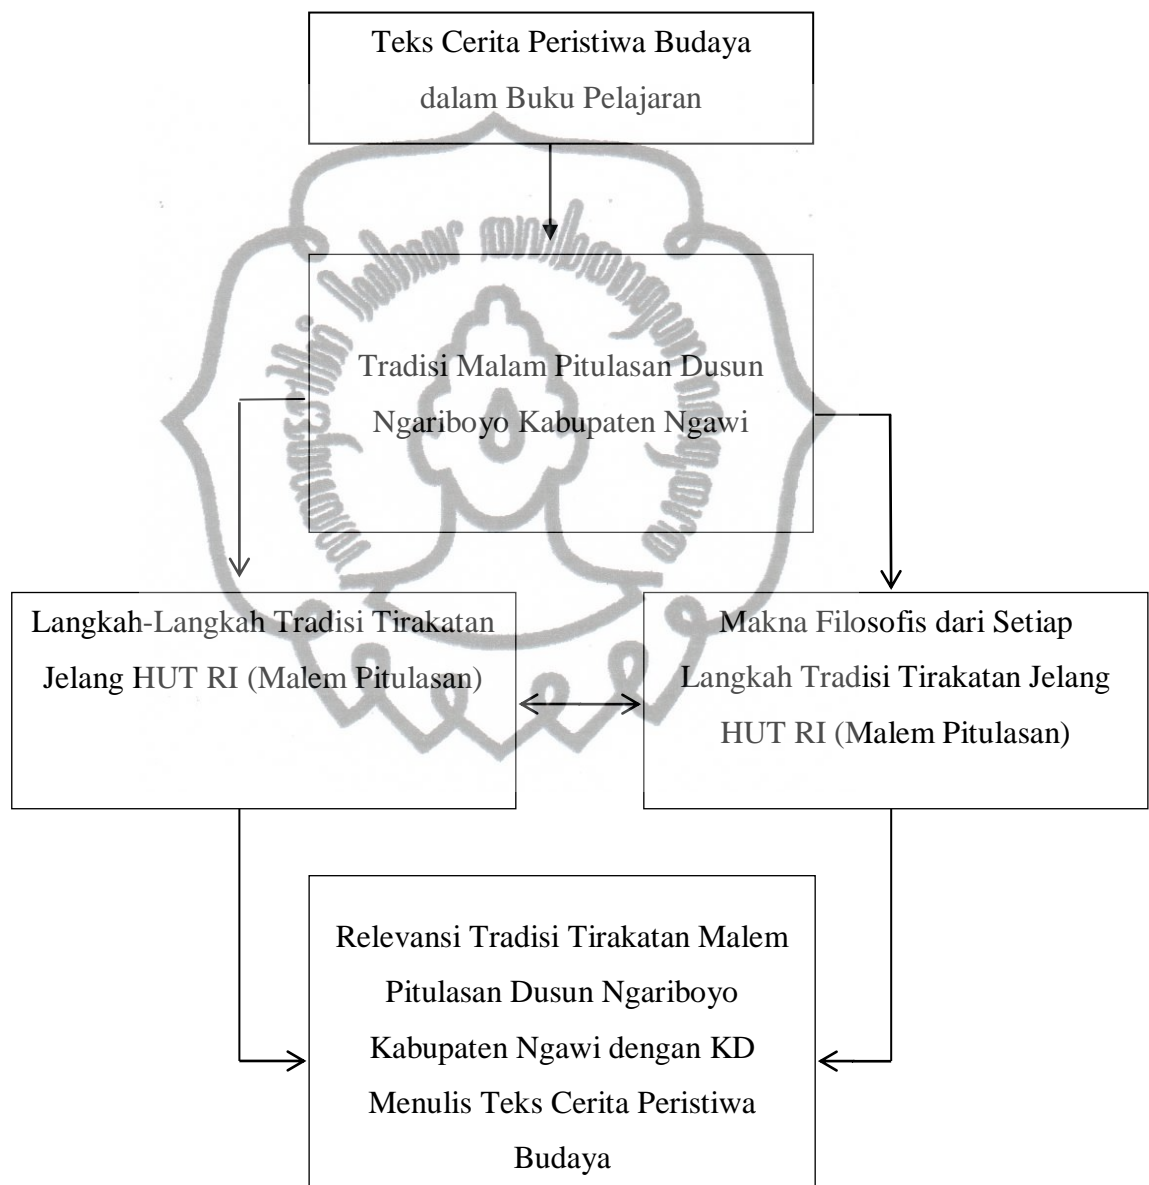 Teks Cerita Peristiwa Budaya
dalam Buku Pelajaran
Tradisi Malam Pitulasan Dusun
Ngariboyo Kabupaten Ngawi
Langkah-Langkah Tradisi Tirakatan
Jelang HUT RI (Malem Pitulasan)
Makna Filosofis dari Setiap
Langkah Tradisi Tirakatan Jelang
HUT RI (Malem Pitulasan)
Relevansi Tradisi Tirakatan Malem
Pitulasan Dusun Ngariboyo
Kabupaten Ngawi dengan KD
Menulis Teks Cerita Peristiwa
Budaya